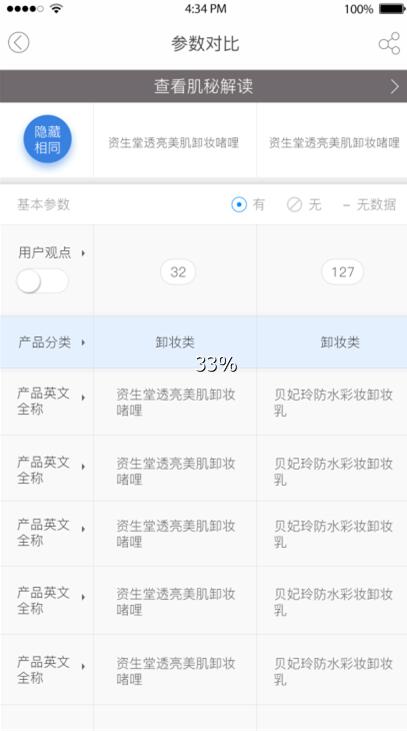 4:34 PM 100%
参数对比
查看肌秘解读
隐藏
相同
资生堂透亮美肌卸妆啫哩 资生堂透亮美肌卸妆啫哩
基本参数 有 无 无数据
用户观点 32 127
产品分类 卸妆类 卸妆类
33%
产品英文 资生堂透亮美肌卸妆 贝妃玲防水彩妆卸妆
全称 啫哩 乳
产品英文 资生堂透亮美肌卸妆 贝妃玲防水彩妆卸妆
全称 啫哩 乳
产品英文 资生堂透亮美肌卸妆 贝妃玲防水彩妆卸妆
全称 啫哩 乳
产品英文 资生堂透亮美肌卸妆 贝妃玲防水彩妆卸妆
全称 啫哩 乳
产品英文 资生堂透亮美肌卸妆 贝妃玲防水彩妆卸妆
全称 啫哩 乳